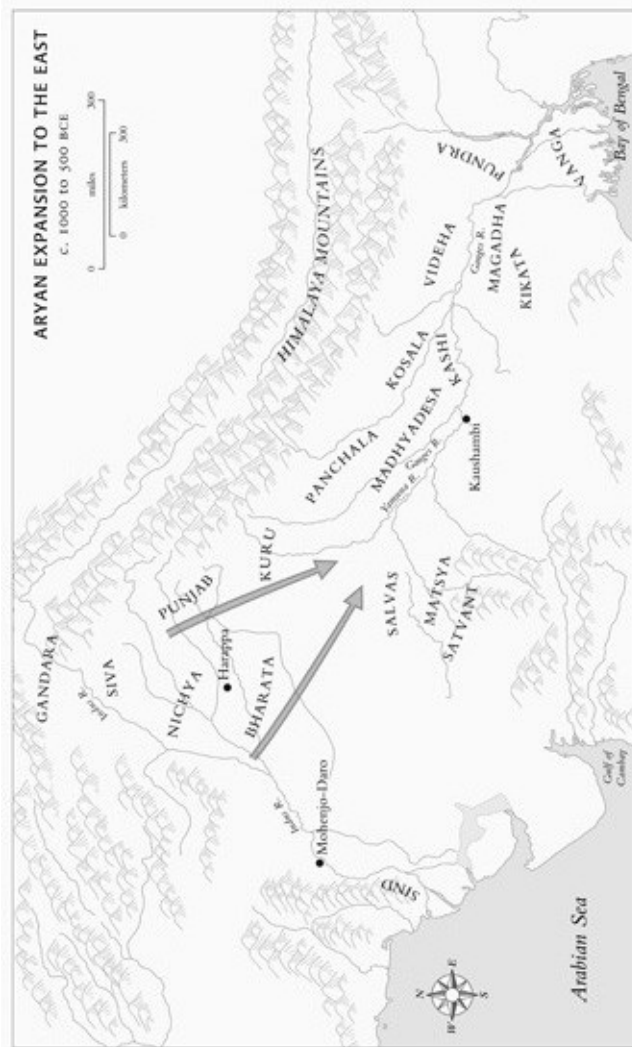 ARYAN EXPANSION TO THE EAST
c. 1000 to 500 BCE
0 miles 300
0 kilometers 300
HIMALAYA MOUNTAINS
GANDARA
SIVA
Indus R.
PUNJAB
NICHYA
Harappa
BHARATA
KURU
PANCHALA
KOSALA
MADHYADESA
Ganges R.
Yamuna R.
KASHI
VIDEHA
PUNDRA
Ganges R.
MAGADHA
KIKATA
VANGA
Bay of Bengal
Kaushambi
SALVAS
MATSYA
SATVANT
Indus R.
Mohenjo-Daro
SIND
Gulf of
Cambay
Arabian Sea
N
E
S
W